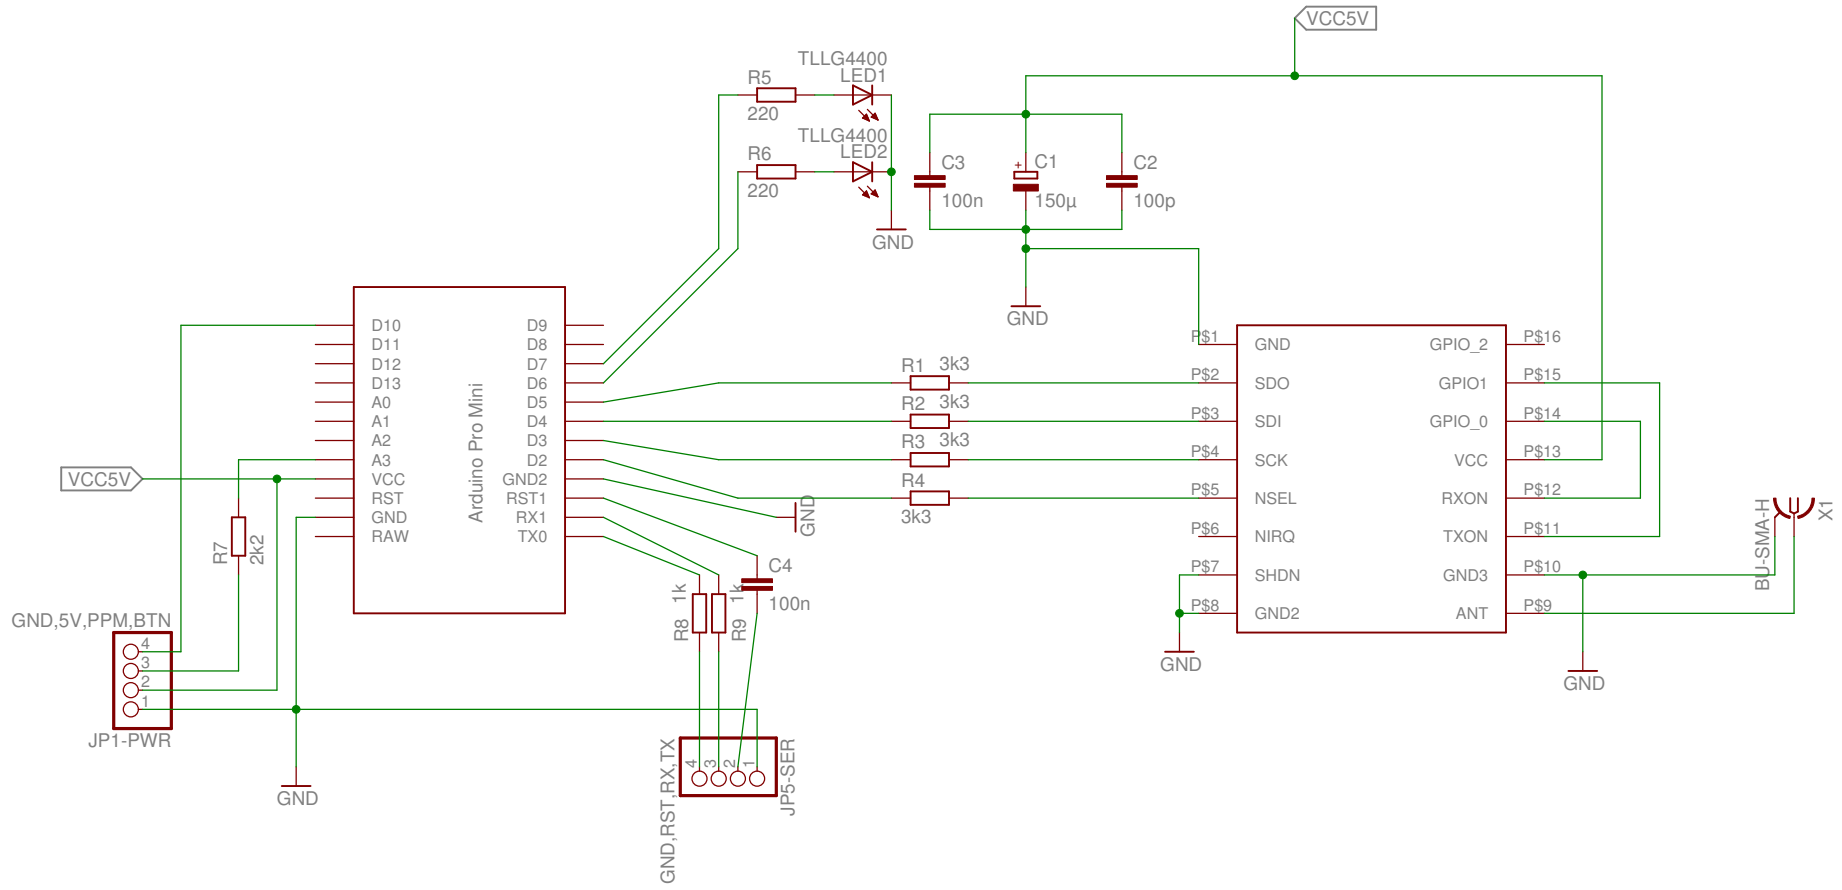 VCC5V
TLLG4400
LED1
R5
220
TLLG4400
LED2
R6
220
GND
C3
100n
+
C1
150µ
C2
100p
GND
Arduino Pro Mini
D10
D11
D12
D13
A0
A1
A2
A3
VCC
RST
GND
RAW
D9
D8
D7
D6
D5
D4
D3
D2
GND2
RST1
RX1
TX0
VCC5V
R7
2k2
GND,5V,PPM,BTN
4
3
2
1
JP1-PWR
GND
R1 3k3
R2 3k3
R3 3k3
R4
3k3
GND
C4
100n
R8
1k
R9
1k
GND,RST,RX,TX
4
3
2
1
JP5-SER
P$1
P$2
P$3
P$4
P$5
P$6
P$7
P$8
GND
SDO
SDI
SCK
NSEL
NIRQ
SHDN
GND2
GPIO_2
GPIO1
GPIO_0
VCC
RXON
TXON
GND3
ANT
P$16
P$15
P$14
P$13
P$12
P$11
P$10
P$9
GND
GND
BU-SMA-H
X1